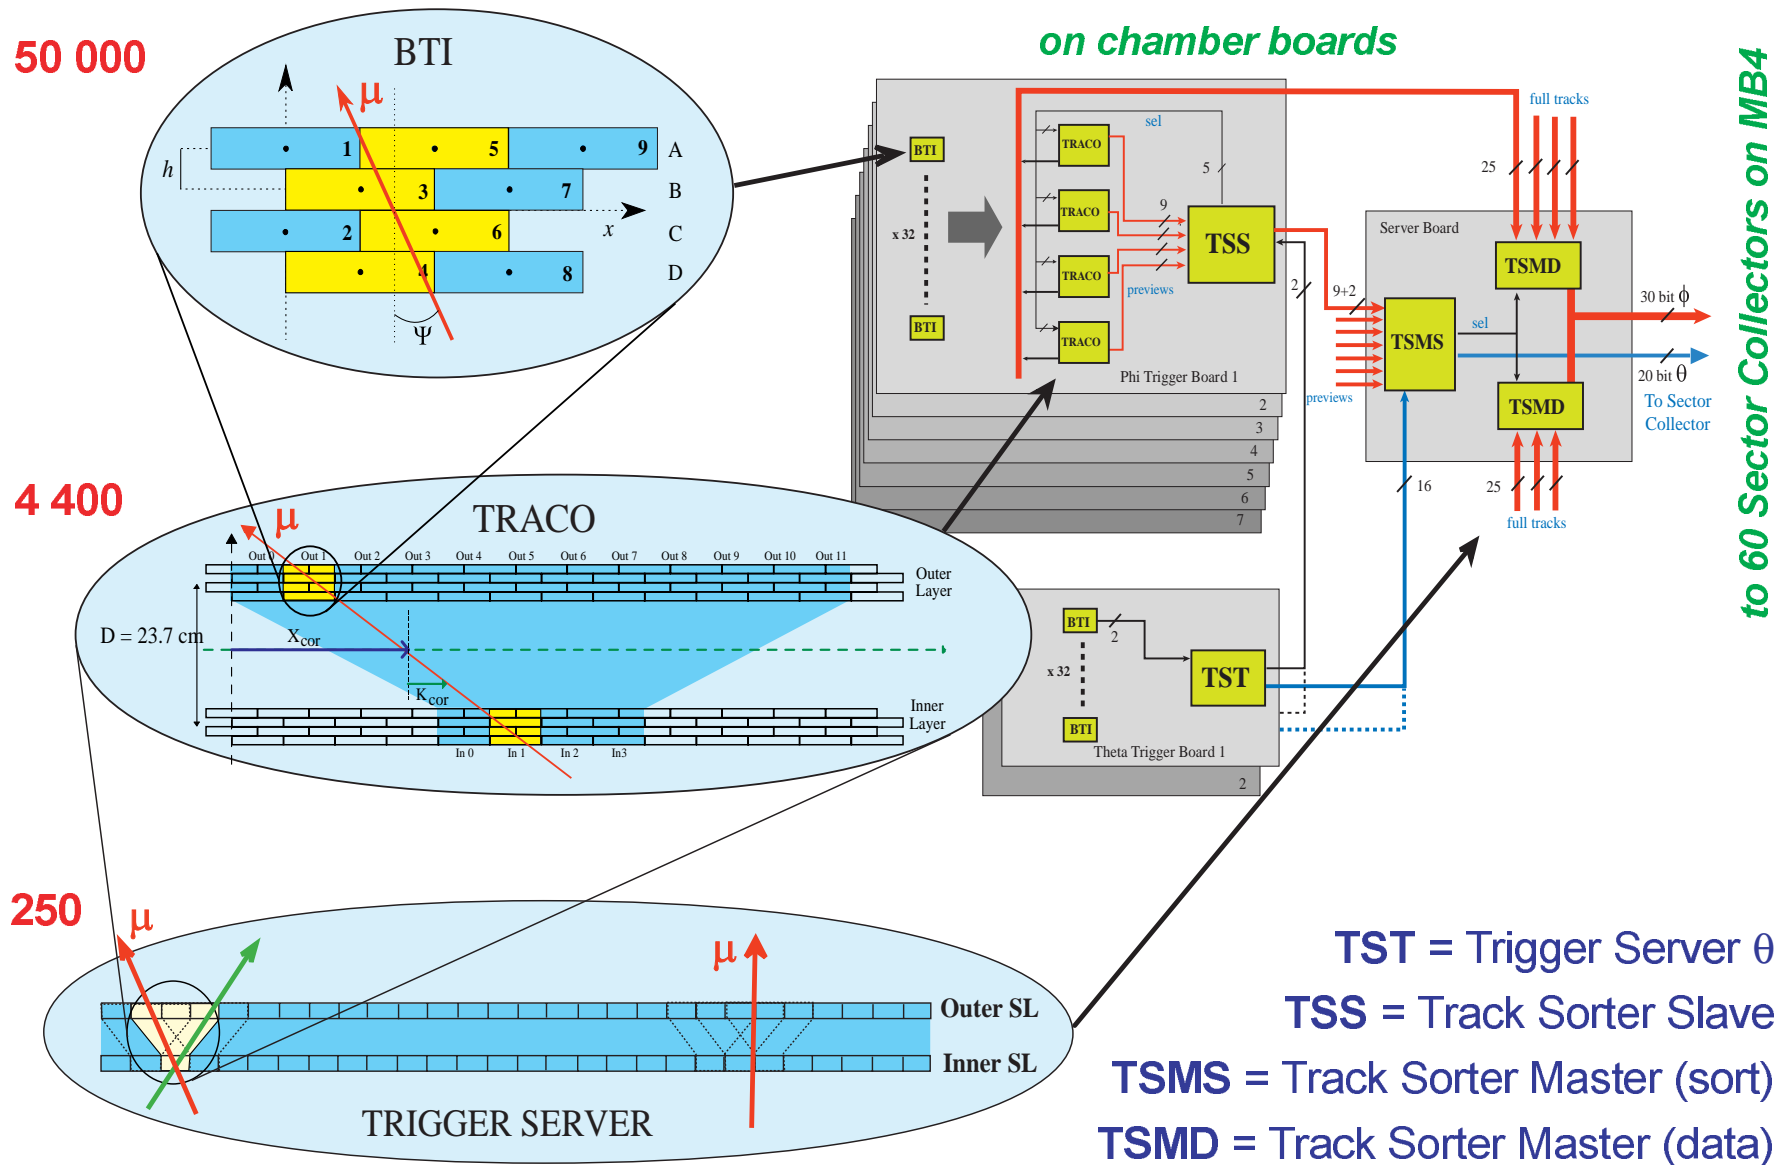 50 000
BTI
μ
h
1
5
9
A
3
7
B
2
6
x
C
4
8
D
Ψ
on chamber boards
to 60 Sector Collectors on MB4
BTI
x 32
BTI
sel
TRACO
TRACO
TRACO
TRACO
5
9
TSS
previews
Phi Trigger Board 1
2
3
4
5
6
7
2
full tracks
25
Server Board
TSMD
9+2
TSMS
sel
previews
TSMD
30 bit ϕ
20 bit θ
To Sector
Collector
16
25
full tracks
4 400
TRACO
μ
Out 0
Out 1
Out 2
Out 3
Out 4
Out 5
Out 6
Out 7
Out 8
Out 9
Out 10
Out 11
Outer
Layer
D = 23.7 cm
Xcor
Kcor
Inner
Layer
In 0
In 1
In 2
In3
BTI
2
x 32
TST
BTI
Theta Trigger Board 1
2
250
μ
μ
Outer SL
Inner SL
TRIGGER SERVER
TST = Trigger Server θ
TSS = Track Sorter Slave
TSMS = Track Sorter Master (sort)
TSMD = Track Sorter Master (data)